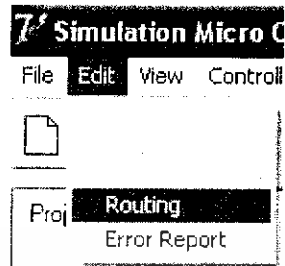 Simulation Micro C
File Edit View Controll
Routing
Proj
Error Report